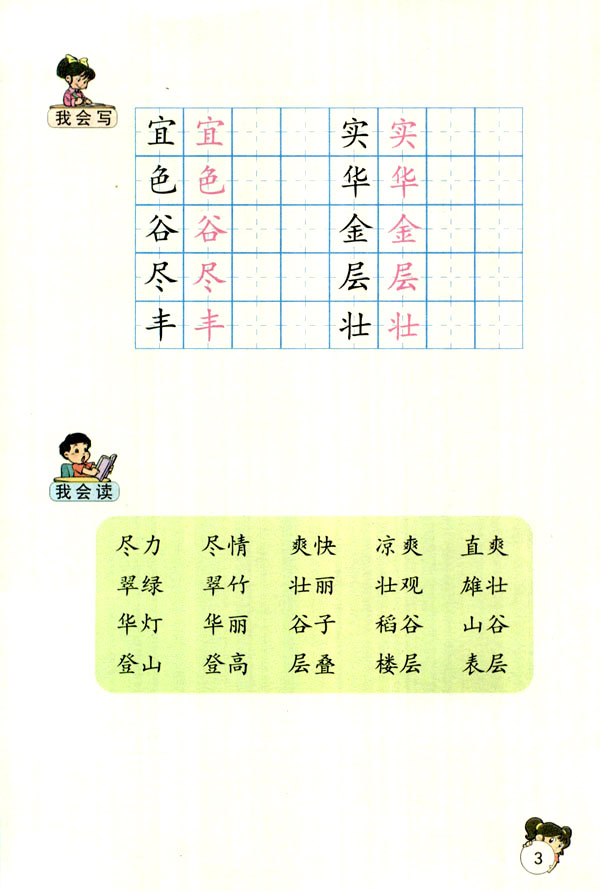 我会写
宜 宜 实 实
色 色 华 华
谷 谷 金 金
尽 尽 层 层
丰 丰 壮 壮
我会读
尽力 尽情 爽快 凉爽 直爽
翠绿 翠竹 壮丽 壮观 雄壮
华灯 华丽 谷子 稻谷 山谷
登山 登高 层叠 楼层 表层
3